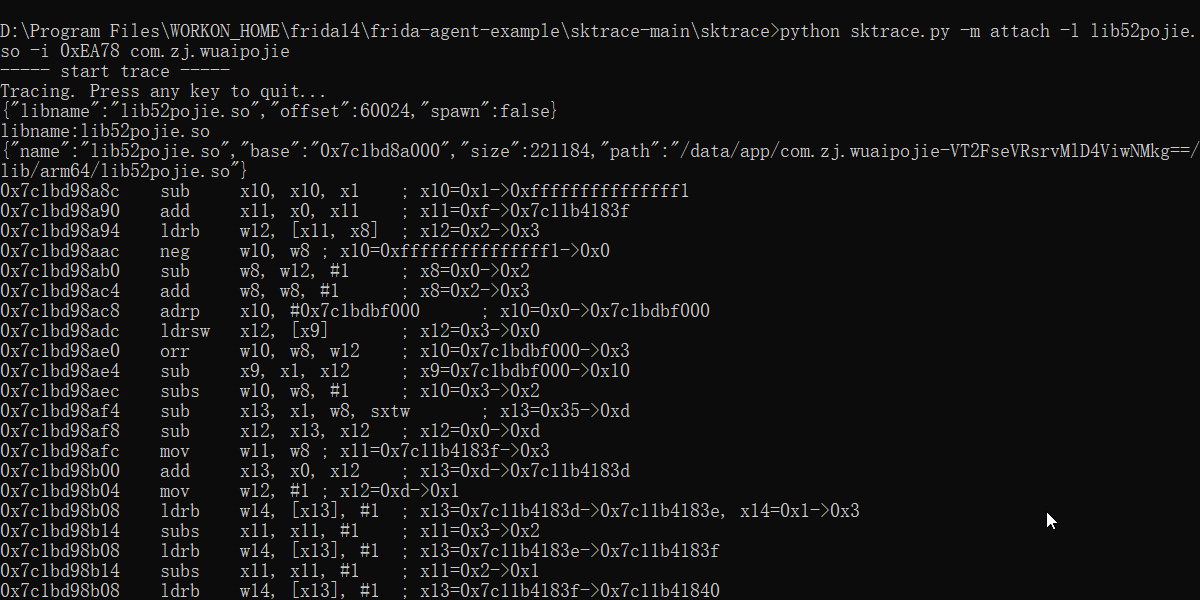 D:\Program Files\WORKON_HOME\frida14\frida-agent-example\sktrace-main\sktrace>python sktrace.py -m attach -l lib52pojie.
so -i 0xEA78 com.zj.wuaipojie
----- start trace -----
Tracing. Press any key to quit...
{"libname":"lib52pojie.so","offset":60024,"spawn":false}
libname:lib52pojie.so
{"name":"lib52pojie.so","base":"0x7c1bd8a000","size":221184,"path":"/data/app/com.zj.wuaipojie-VT2FseVRsrvMlD4ViwNMkg==/
lib/arm64/lib52pojie.so"}
0x7c1bd98a8c sub x10, x10, x1 ; x10=0x1->0xfffffffffffffff1
0x7c1bd98a90 add x11, x0, x11 ; x11=0xf->0x7c11b4183f
0x7c1bd98a94 ldrb w12, [x11, x8] ; x12=0x2->0x3
0x7c1bd98aac neg w10, w8 ; x10=0xfffffffffffffff1->0x0
0x7c1bd98ab0 sub w8, w12, #1 ; x8=0x0->0x2
0x7c1bd98ac4 add w8, w8, #1 ; x8=0x2->0x3
0x7c1bd98ac8 adrp x10, #0x7c1bdbf000 ; x10=0x0->0x7c1bdbf000
0x7c1bd98adc ldrsw x12, [x9] ; x12=0x3->0x0
0x7c1bd98ae0 orr w10, w8, w12 ; x10=0x7c1bdbf000->0x3
0x7c1bd98ae4 sub x9, x1, x12 ; x9=0x7c1bdbf000->0x10
0x7c1bd98aec subs w10, w8, #1 ; x10=0x3->0x2
0x7c1bd98af4 sub x13, x1, w8, sxtw ; x13=0x35->0xd
0x7c1bd98af8 sub x12, x13, x12 ; x12=0x0->0xd
0x7c1bd98afc mov w11, w8 ; x11=0x7c11b4183f->0x3
0x7c1bd98b00 add x13, x0, x12 ; x13=0xd->0x7c11b4183d
0x7c1bd98b04 mov w12, #1 ; x12=0xd->0x1
0x7c1bd98b08 ldrb w14, [x13], #1 ; x13=0x7c11b4183d->0x7c11b4183e, x14=0x1->0x3
0x7c1bd98b14 subs x11, x11, #1 ; x11=0x3->0x2
0x7c1bd98b08 ldrb w14, [x13], #1 ; x13=0x7c11b4183e->0x7c11b4183f
0x7c1bd98b14 subs x11, x11, #1 ; x11=0x2->0x1
0x7c1bd98b08 ldrb w14, [x13], #1 ; x13=0x7c11b4183f->0x7c11b41840